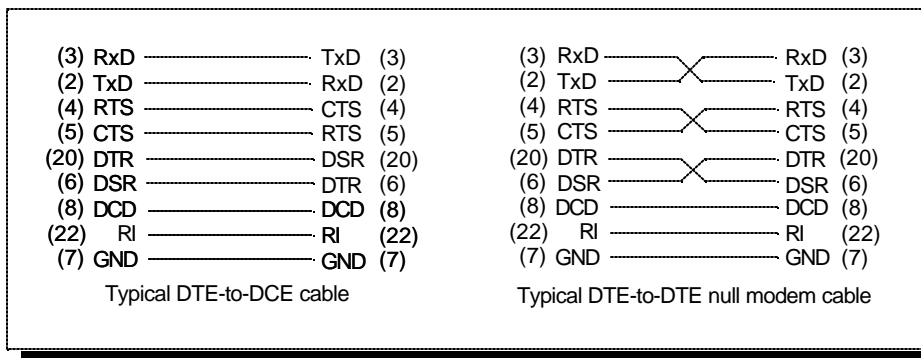 (3) RxD TxD (3)
(2) TxD RxD (2)
(4) RTS CTS (4)
(5) CTS RTS (5)
(20) DTR DSR (20)
(6) DSR DTR (6)
(8) DCD DCD (8)
(22) RI RI (22)
(7) GND GND (7)
Typical DTE-to-DCE cable
(3) RxD RxD (3)
(2) TxD TxD (2)
(4) RTS RTS (4)
(5) CTS CTS (5)
(20) DTR DTR (20)
(6) DSR DSR (6)
(8) DCD DCD (8)
(22) RI RI (22)
(7) GND GND (7)
Typical DTE-to-DTE null modem cable